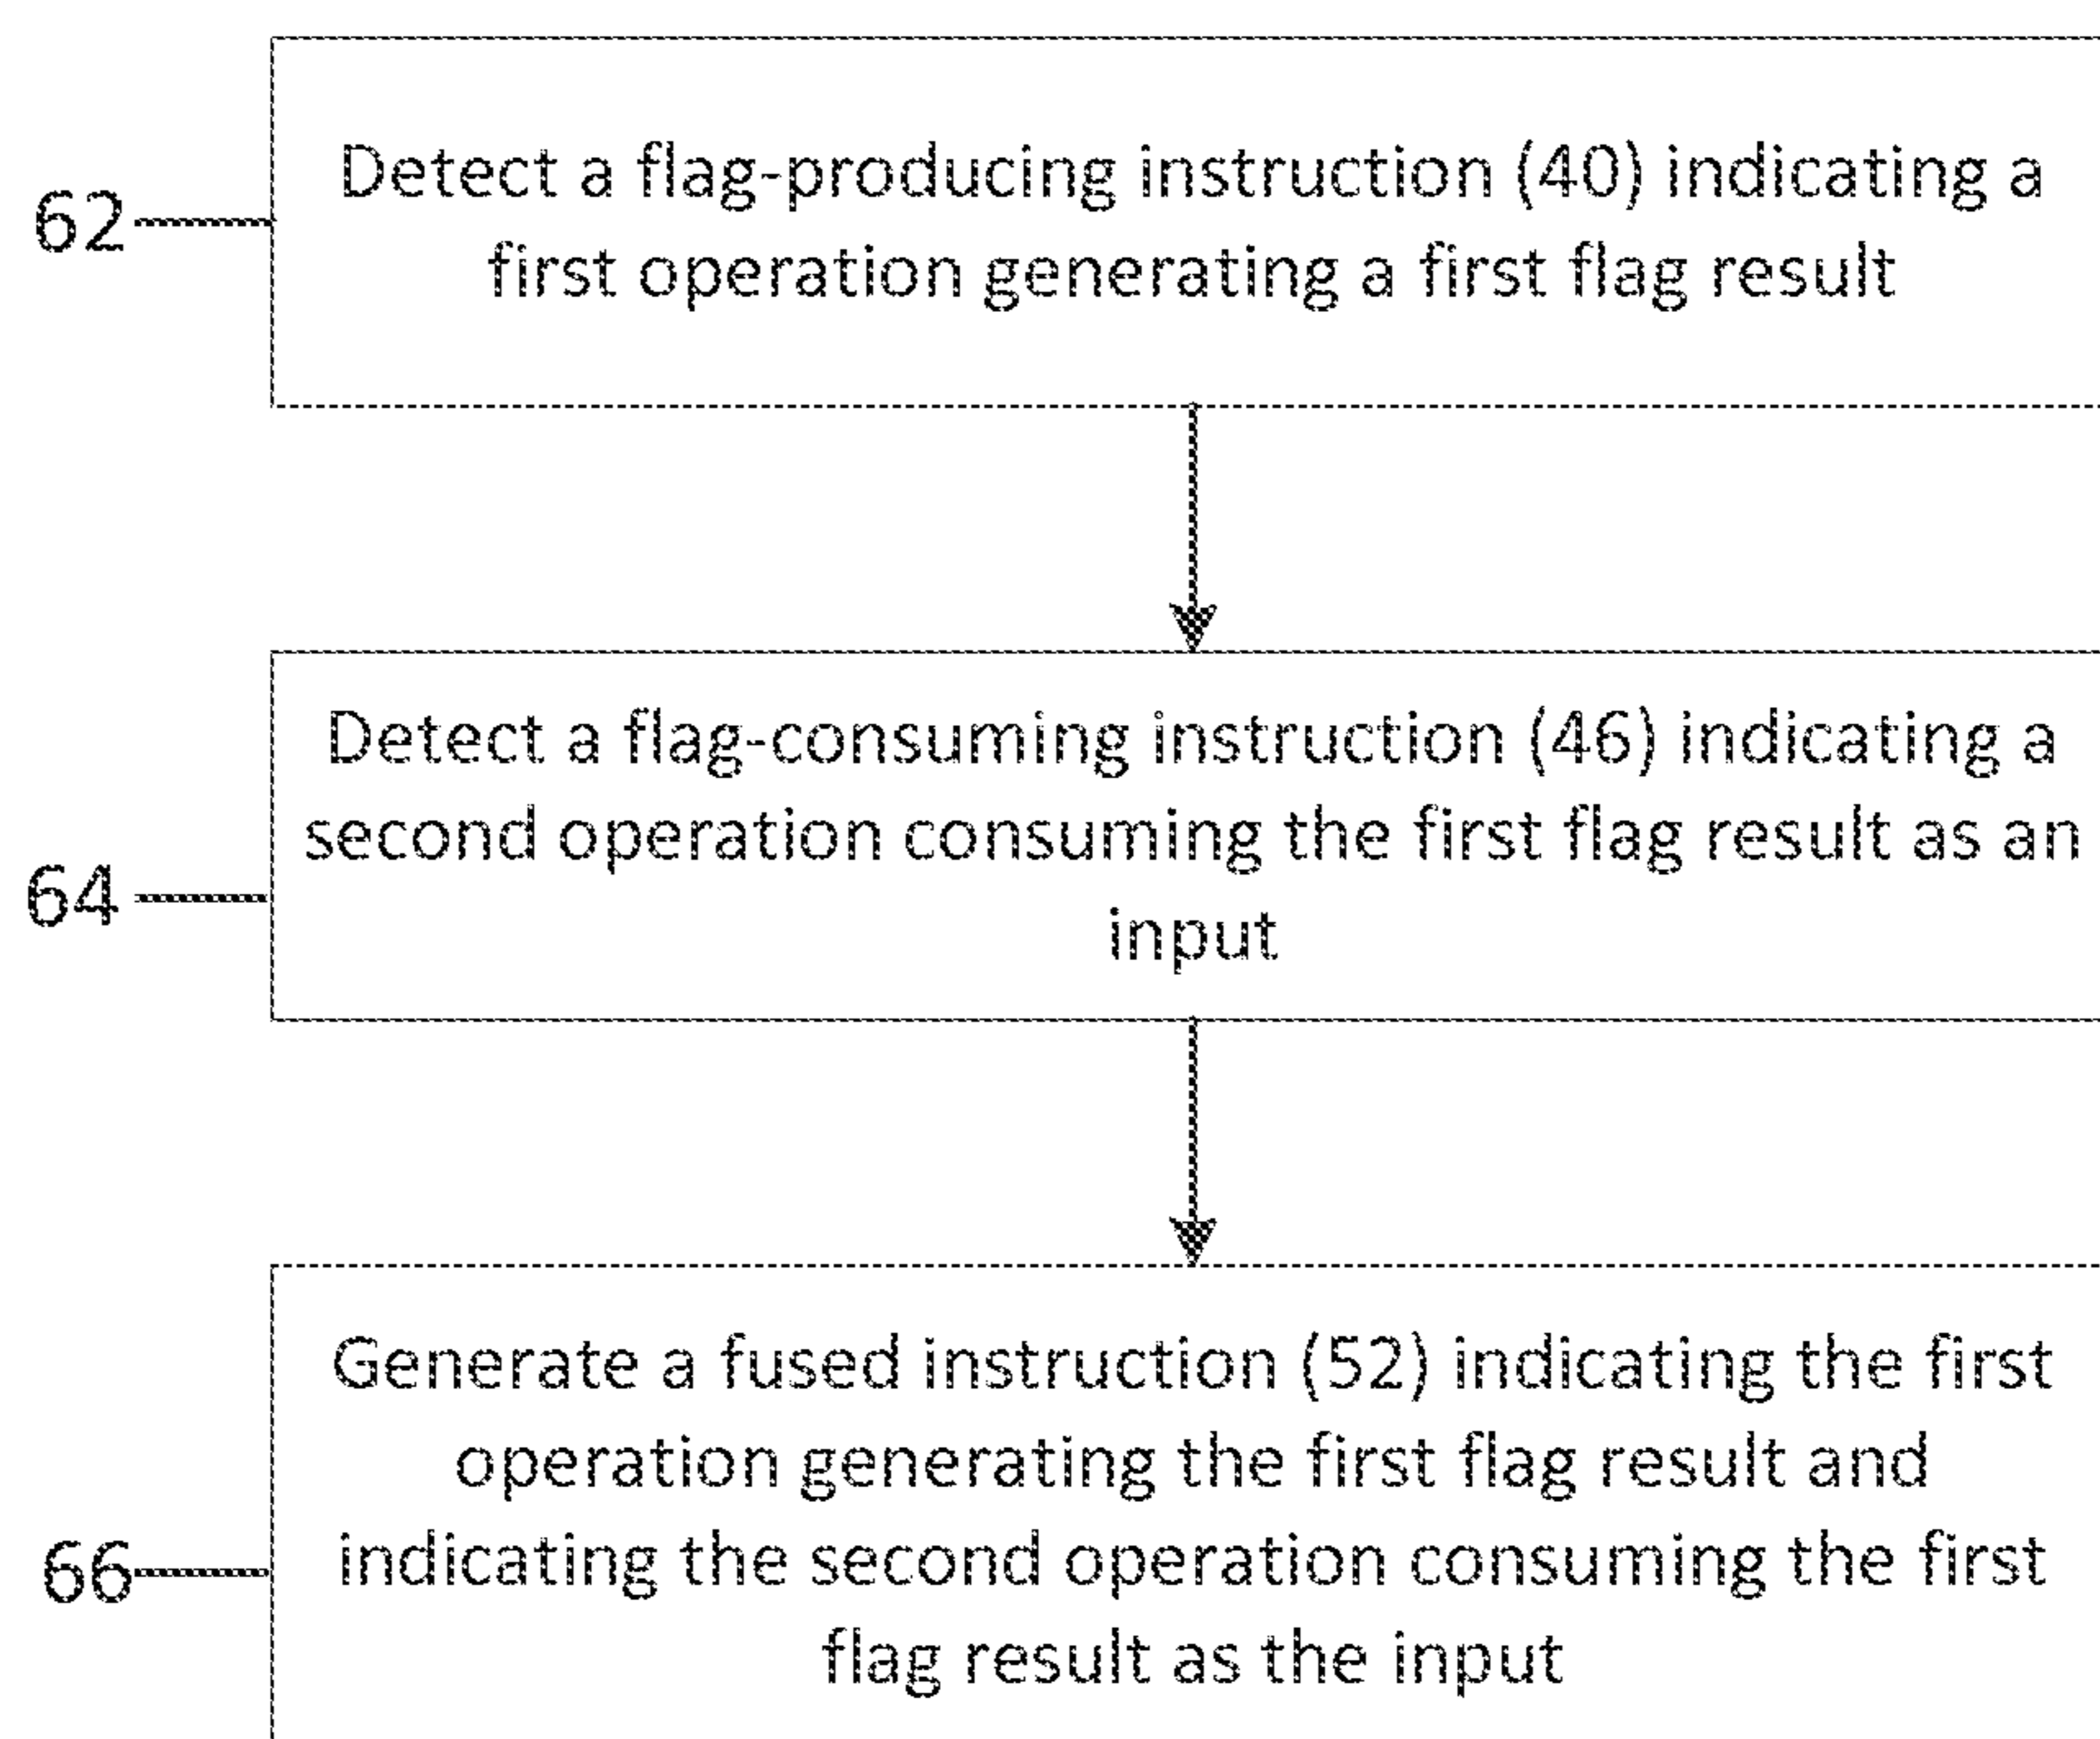 Detect a flag-producing instruction (40) indicating a
62
first operation generating a first flag result
Detect a flag-consuming instruction (46) indicating a
second operation consuming the first flag result as an
64
input
Generate a fused instruction (52) indicating the first
operation generating the first flag result and
66
indicating the second operation consuming the first
flag result as the input